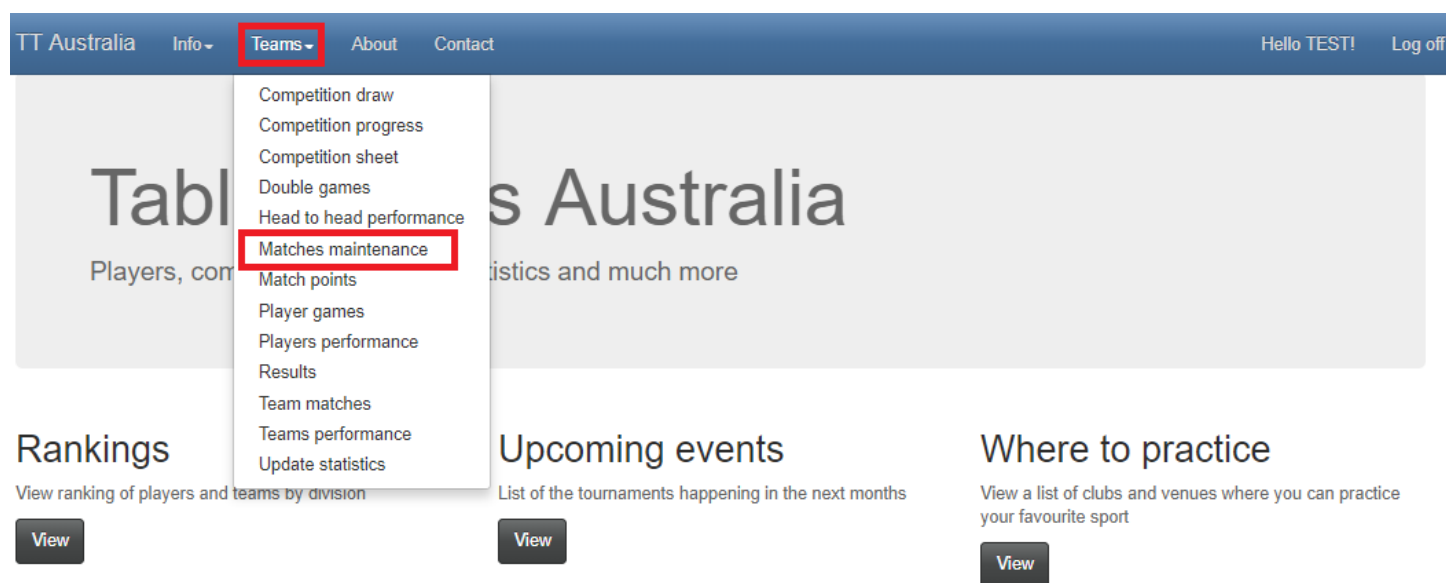 TT Australia Info Teams About Contact Hello TEST! Log off
Competition draw
Competition progress
Competition sheet
Double games
Head to head performance
Matches maintenance
Match points
Player games
Players performance
Results
Team matches
Teams performance
Update statistics
Tabl s Australia
Players, com istics and much more
Rankings
View ranking of players and teams by division
View
Upcoming events
List of the tournaments happening in the next months
View
Where to practice
View a list of clubs and venues where you can practice
your favourite sport
View